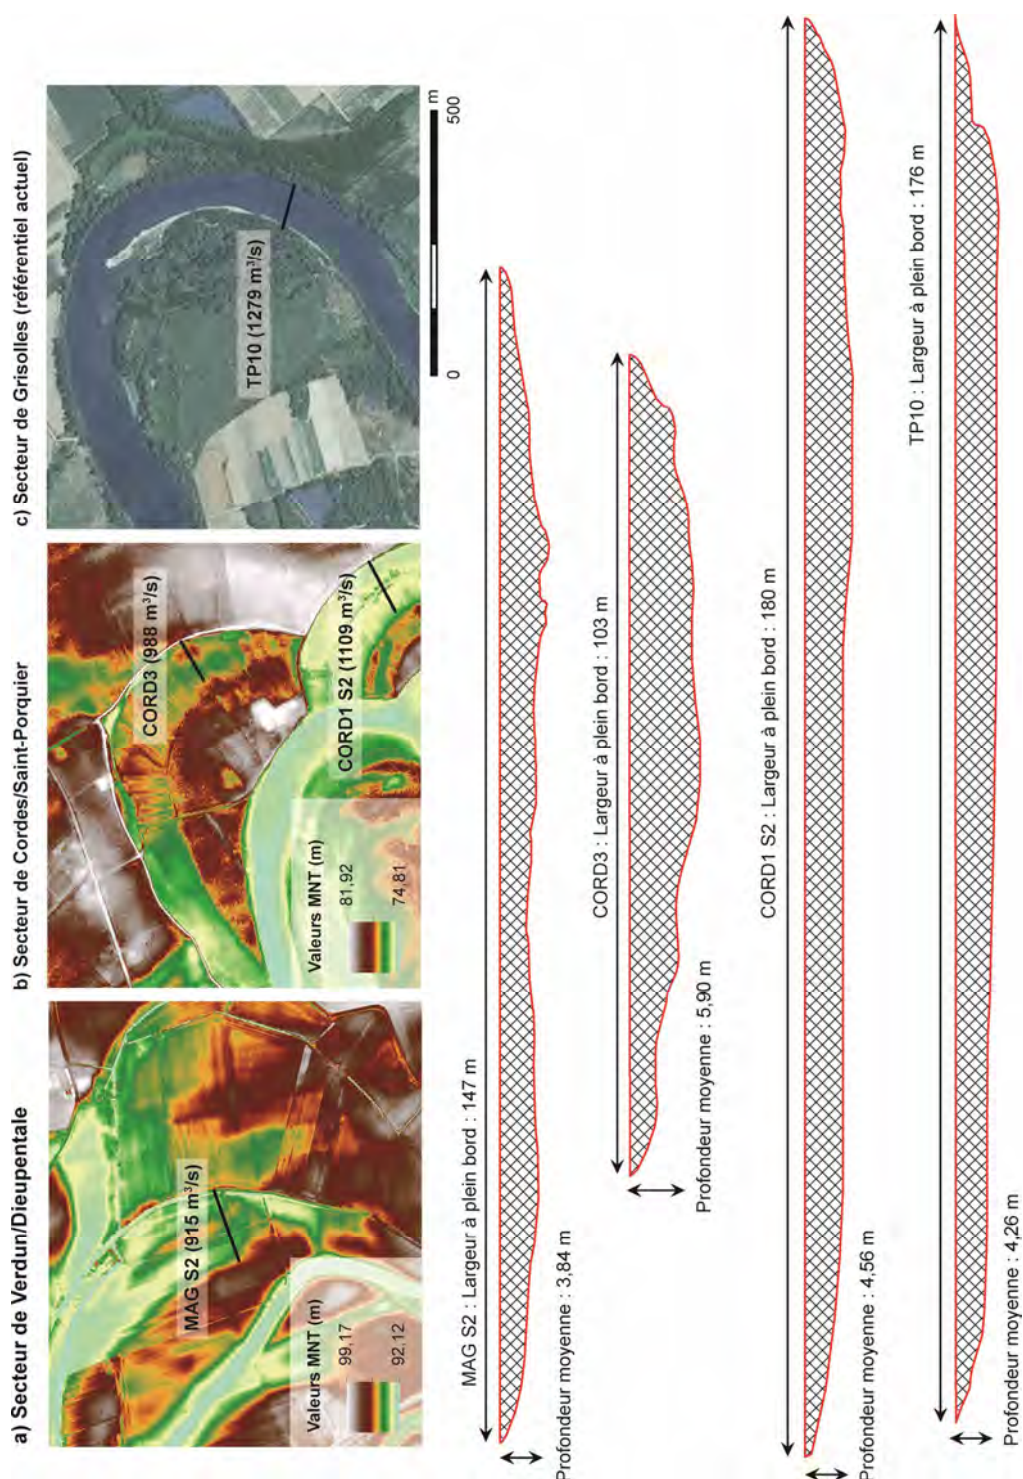 a) Secteur de Verdun/Dieupentale
b) Secteur de Cordes/Saint-Porquier
c) Secteur de Grisolles (référentiel actuel)
MAG S2 (915 m³/s)
Valeurs MNT (m)
99,17
92,12
CORD3 (988 m³/s)
CORD1 S2 (1109 m³/s)
Valeurs MNT (m)
81,92
74,81
TP10 (1279 m³/s)
0
500
m
MAG S2 : Largeur à plein bord : 147 m
Profondeur moyenne : 3,84 m
CORD3 : Largeur à plein bord : 103 m
Profondeur moyenne : 5,90 m
CORD1 S2 : Largeur à plein bord : 180 m
Profondeur moyenne : 4,56 m
TP10 : Largeur à plein bord : 176 m
Profondeur moyenne : 4,26 m